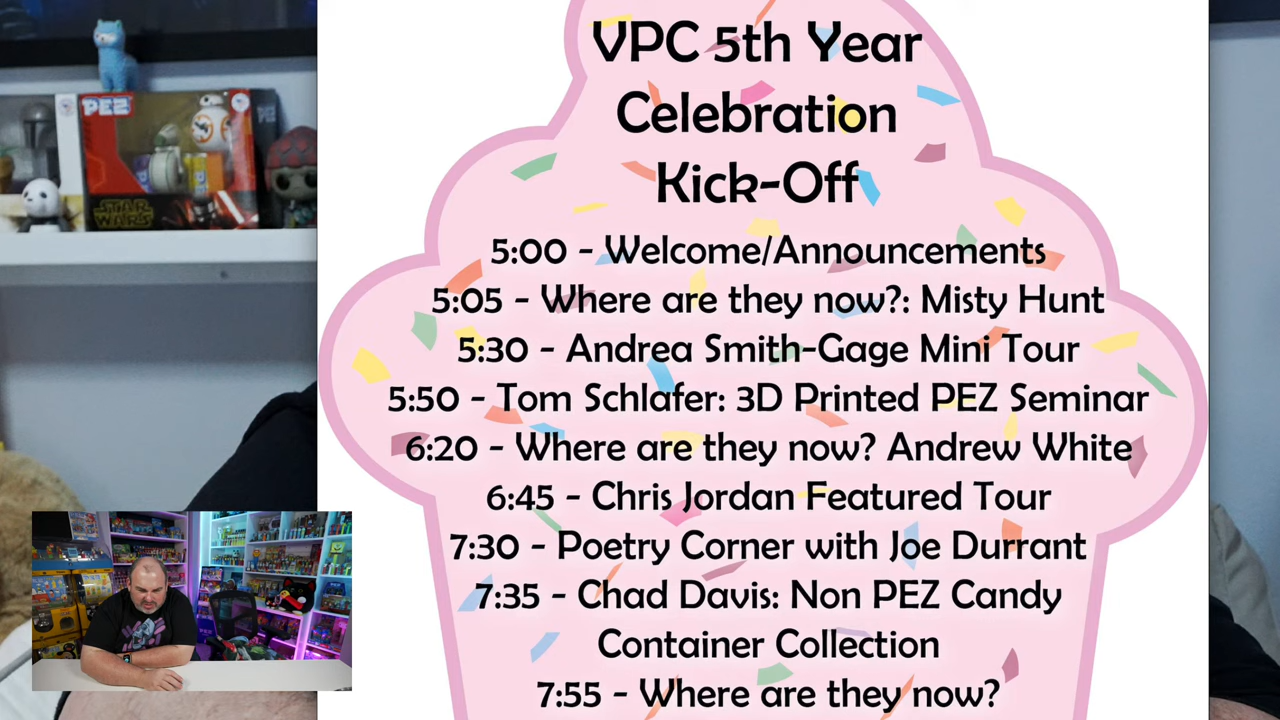 VPC 5th Year
Celebration
Kick-Off
5:00 - Welcome/Announcements
5:05 - Where are they now?: Misty Hunt
5:30 - Andrea Smith-Gage Mini Tour
5:50 - Tom Schlafer: 3D Printed PEZ Seminar
6:20 - Where are they now? Andrew White
6:45 - Chris Jordan Featured Tour
7:30 - Poetry Corner with Joe Durrant
7:35 - Chad Davis: Non PEZ Candy
Container Collection
7:55 - Where are they now?
PEZ
STAR
WARS